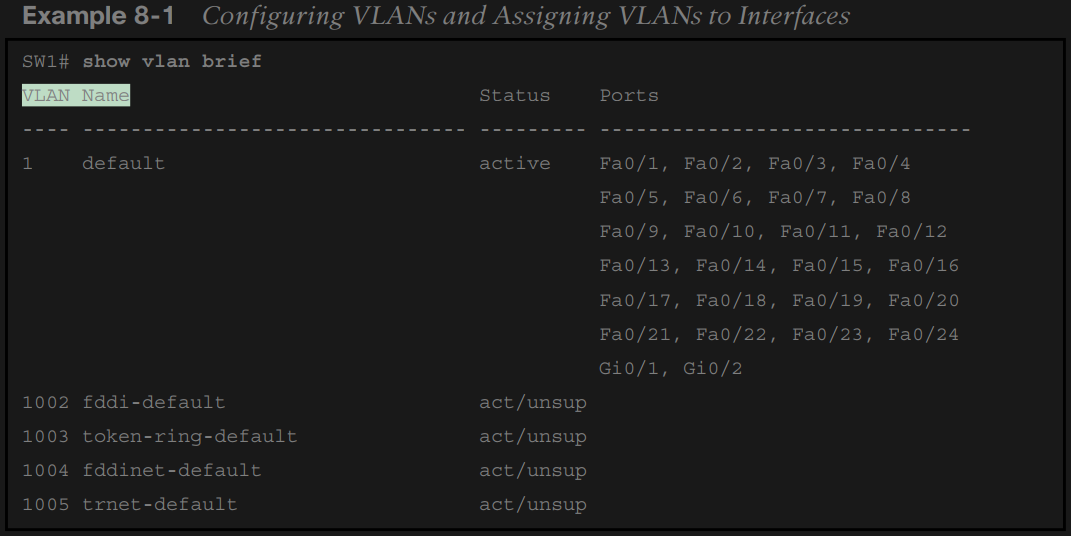 Example 8-1 Configuring VLANs and Assigning VLANs to Interfaces
SW1# show vlan brief
VLAN Name                             Status    Ports
---- -------------------------------- --------- -------------------------------
1    default                          active    Fa0/1, Fa0/2, Fa0/3, Fa0/4
                                                Fa0/5, Fa0/6, Fa0/7, Fa0/8
                                                Fa0/9, Fa0/10, Fa0/11, Fa0/12
                                                Fa0/13, Fa0/14, Fa0/15, Fa0/16
                                                Fa0/17, Fa0/18, Fa0/19, Fa0/20
                                                Fa0/21, Fa0/22, Fa0/23, Fa0/24
                                                Gi0/1, Gi0/2
1002 fddi-default                     act/unsup
1003 token-ring-default               act/unsup
1004 fddinet-default                  act/unsup
1005 trnet-default                    act/unsup